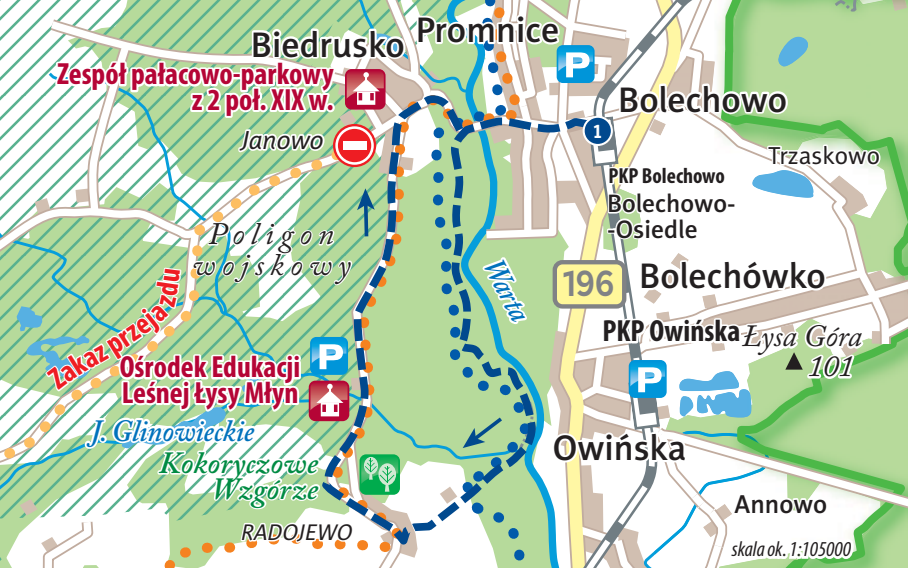 Promnice
Biedrusko
Zespół pałacowo-parkowy
z 2 poł. XIX w.
P
Bolechowo
1
Janowo
Trzaskowo
PKP Bolechowo
Bolechowo-
-Osiedle
Poligon
wojskowy
Warta
196
Bolechówko
Zakaz przejazdu
PKP Owińska
Łysa Góra
101
P
Ośrodek Edukacji
Leśnej Łysy Młyn
P
J. Glinowieckie
Kokoryczowe
Wzgórze
Owińska
RADOJEWO
Annowo
skala ok. 1:105000